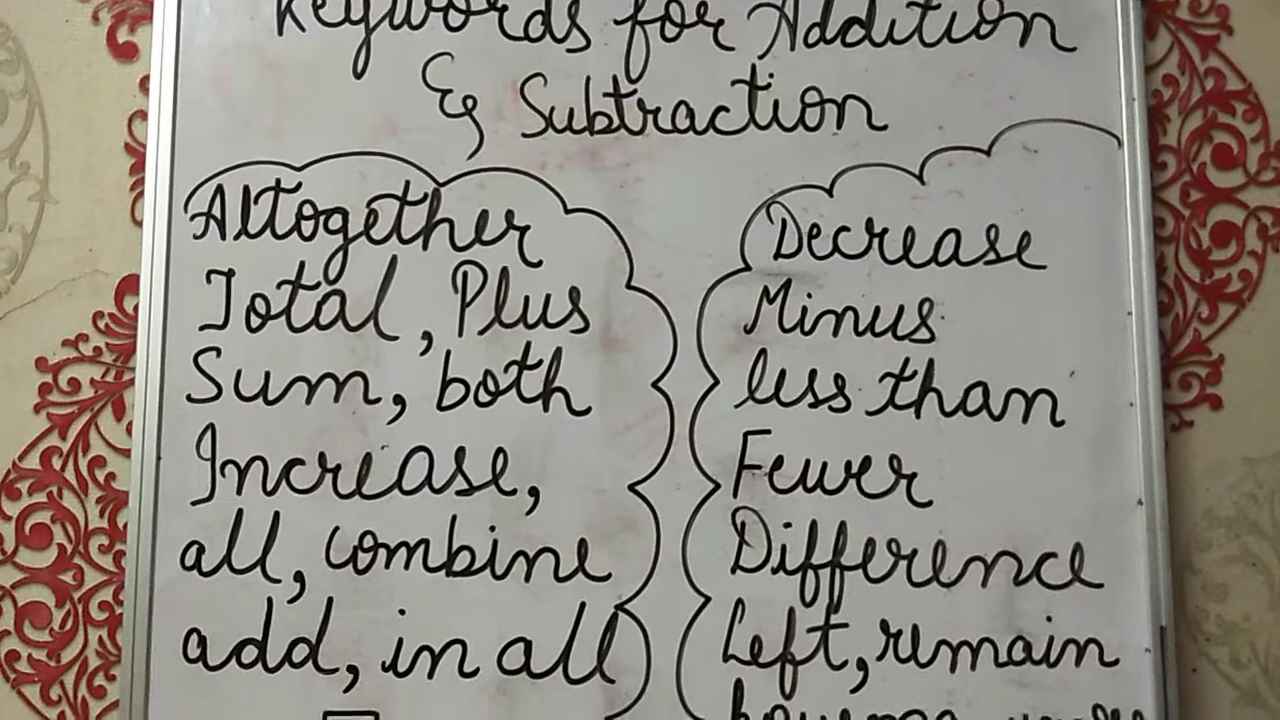 Keywords for Addition
& Subtraction
Altogether
Total, Plus
Sum, both
Increase,
all, combine
add, in all
Decrease
Minus
less than
Fewer
Difference
Left, remain